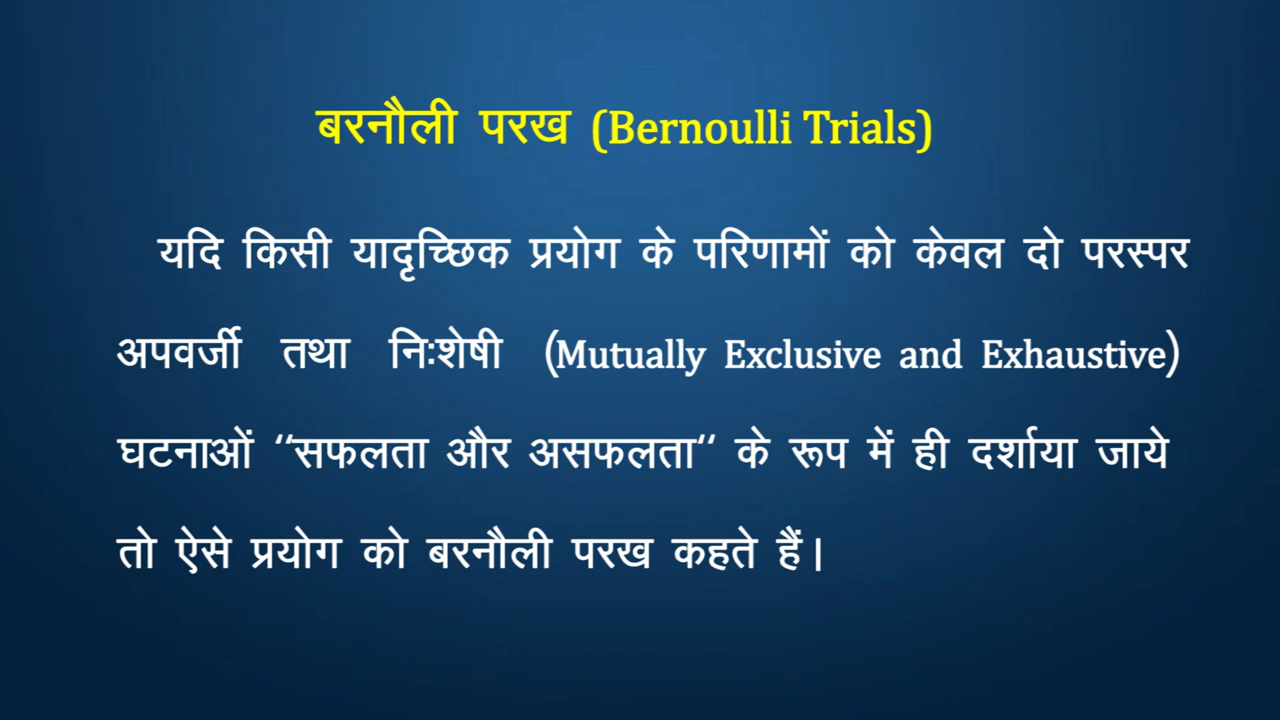 बरनौली परख (Bernoulli Trials)
यदि किसी यादृच्छिक प्रयोग के परिणामों को केवल दो परस्पर
अपवर्जी तथा निःशेषी (Mutually Exclusive and Exhaustive)
घटनाओं “सफलता और असफलता“ के रूप में ही दर्शाया जाये
तो ऐसे प्रयोग को बरनौली परख कहते हैं।